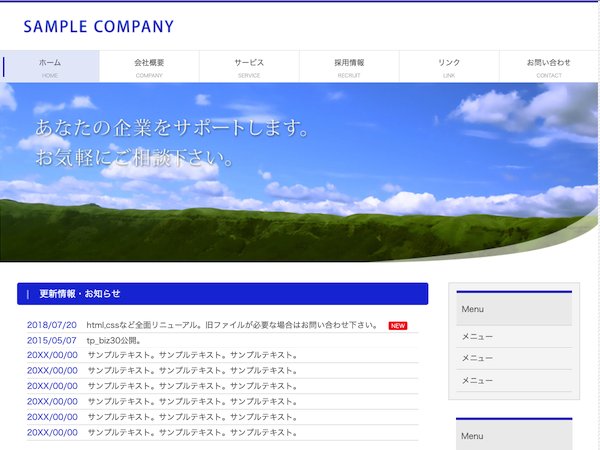 SAMPLE COMPANY
ホーム
会社概要
サービス
採用情報
リンク
お問い合わせ
HOME
COMPANY
SERVICE
RECRUIT
LINK
CONTACT
あなたの企業をサポートします。
お気軽にご相談下さい。
更新情報・お知らせ
2018/07/20 html,cssなど全面リニューアル。旧ファイルが必要な場合はお問い合わせ下さい。 NEW
2015/05/07 tp_biz30公開。
20XX/00/00 サンプルテキスト。サンプルテキスト。サンプルテキスト。
20XX/00/00 サンプルテキスト。サンプルテキスト。サンプルテキスト。
20XX/00/00 サンプルテキスト。サンプルテキスト。サンプルテキスト。
20XX/00/00 サンプルテキスト。サンプルテキスト。サンプルテキスト。
20XX/00/00 サンプルテキスト。サンプルテキスト。サンプルテキスト。
20XX/00/00 サンプルテキスト。サンプルテキスト。サンプルテキスト。
Menu
メニュー
メニュー
メニュー
Menu